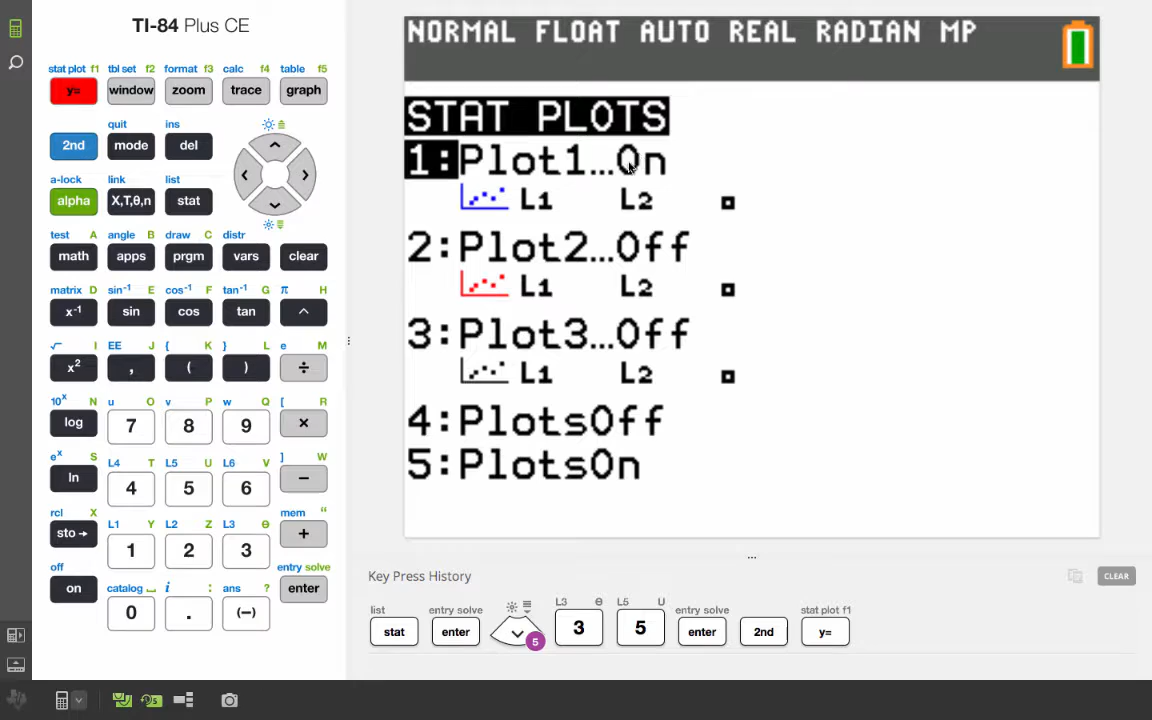 TI-84 Plus CE
NORMAL FLOAT AUTO REAL RADIAN MP
stat plot f1 tbl set f2 format f3 calc f4 table f5
y= window zoom trace graph
quit ins
2nd mode del
a-lock link list
alpha X,T,θ,n stat
test A angle B draw C distr
math apps prgm vars clear
matrix D sin⁻¹ E cos⁻¹ F tan⁻¹ G π H
x⁻¹ sin cos tan ^
√ I EE J { K } L e M
x² , ( ) ÷
10ˣ N u O v P w Q [ R
log 7 8 9 ×
eˣ S L4 T L5 U L6 V ] W
ln 4 5 6 −
rcl X L1 Y L2 Z L3 θ mem “
sto→ 1 2 3 +
off catalog i : ans ? entry solve
on 0 . (−) enter
STAT PLOTS
1:Plot1...On
L1 L2
2:Plot2...Off
L1 L2
3:Plot3...Off
L1 L2
4:PlotsOff
5:PlotsOn
Key Press History
CLEAR
list entry solve L3 θ L5 U entry solve stat plot f1
stat enter 5 3 5 enter 2nd y=